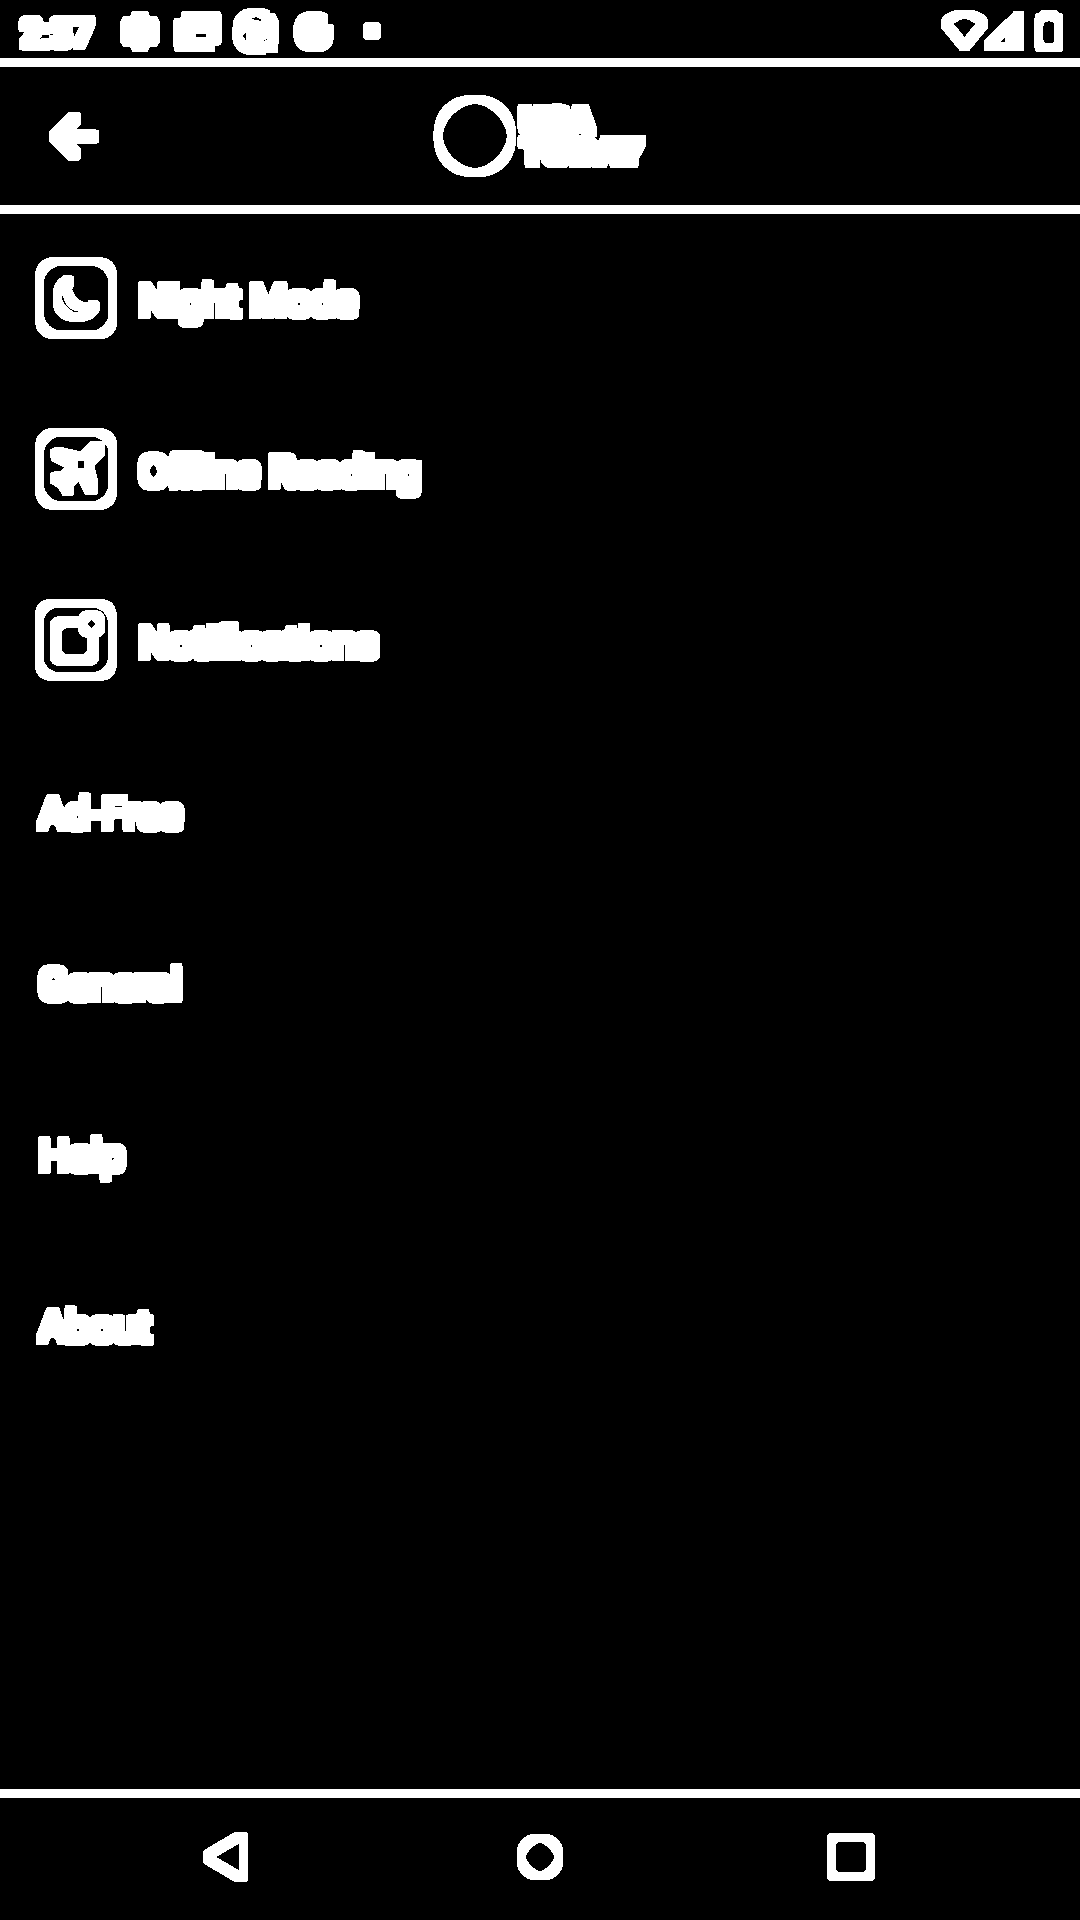 2:37
USA
TODAY
Night Mode
Offline Reading
Notifications
Ad-Free
General
Help
About